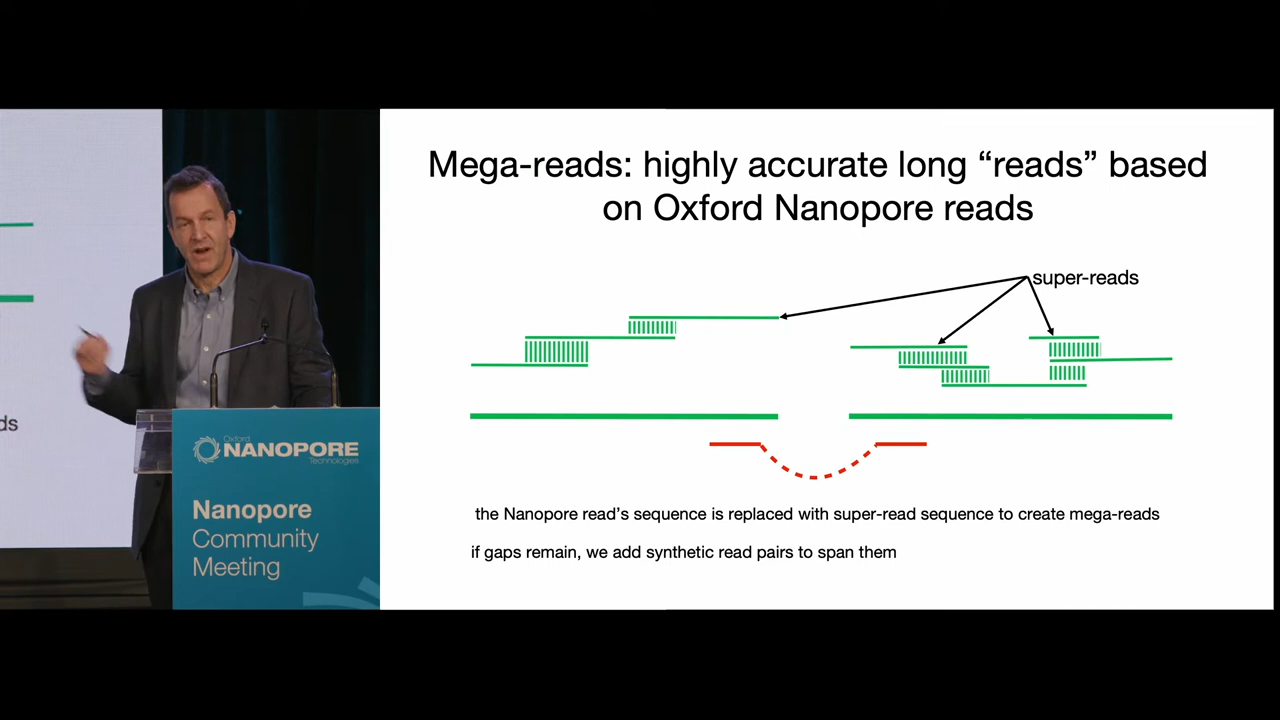 Mega-reads: highly accurate long “reads” based
on Oxford Nanopore reads
super-reads
the Nanopore read’s sequence is replaced with super-read sequence to create mega-reads
if gaps remain, we add synthetic read pairs to span them
ds
Oxford
NANOPORE
Technologies
Nanopore
Community
Meeting